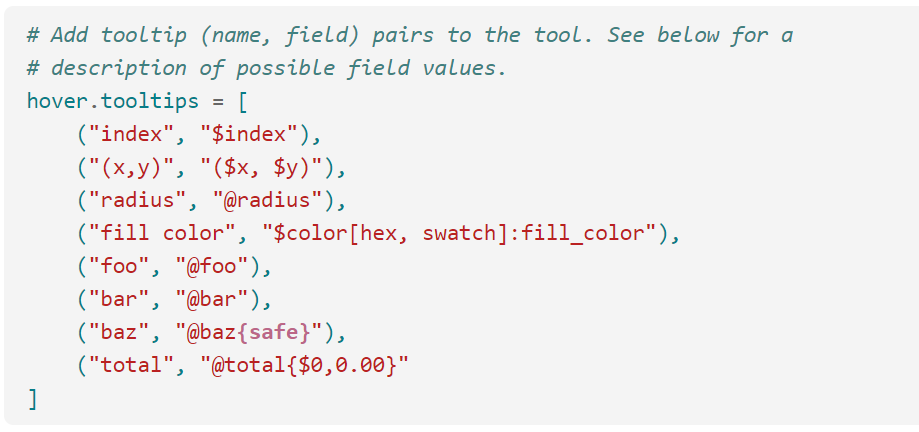 # Add tooltip (name, field) pairs to the tool. See below for a
# description of possible field values.
hover.tooltips = [
    ("index", "$index"),
    ("(x,y)", "($x, $y)"),
    ("radius", "@radius"),
    ("fill color", "$color[hex, swatch]:fill_color"),
    ("foo", "@foo"),
    ("bar", "@bar"),
    ("baz", "@baz{safe}"),
    ("total", "@total{$0,0.00}"
]